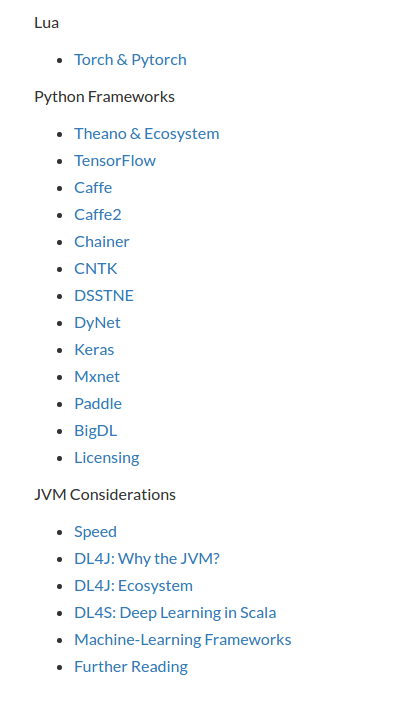 Lua
Torch & Pytorch
Python Frameworks
Theano & Ecosystem
TensorFlow
Caffe
Caffe2
Chainer
CNTK
DSSTNE
DyNet
Keras
Mxnet
Paddle
BigDL
Licensing
JVM Considerations
Speed
DL4J: Why the JVM?
DL4J: Ecosystem
DL4S: Deep Learning in Scala
Machine-Learning Frameworks
Further Reading